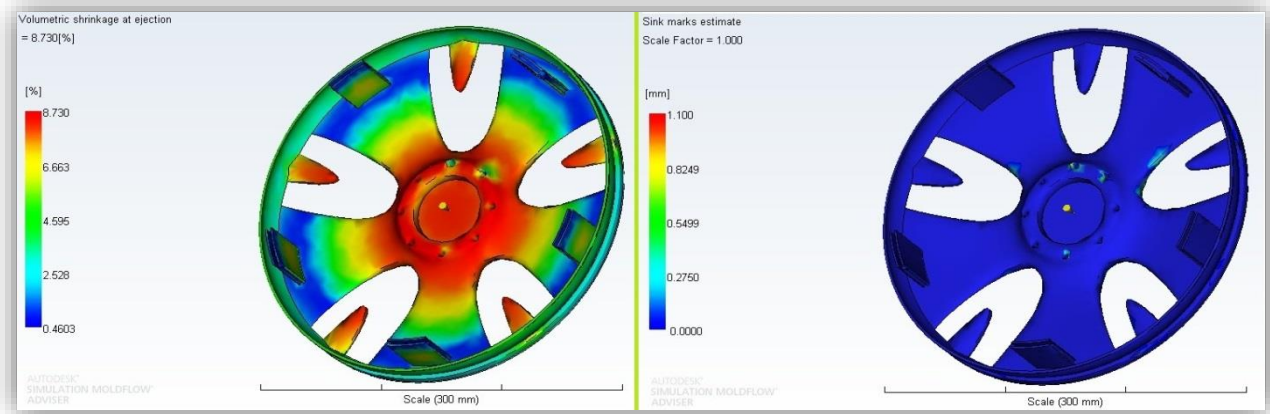 Volumetric shrinkage at ejection
= 8.730[%]
[%]
8.730
6.663
4.595
2.528
0.4603
AUTODESK®
SIMULATION MOLDFLOW®
ADVISER
Scale (300 mm)
Sink marks estimate
Scale Factor = 1.000
[mm]
1.100
0.8249
0.5499
0.2750
0.0000
AUTODESK®
SIMULATION MOLDFLOW®
ADVISER
Scale (300 mm)